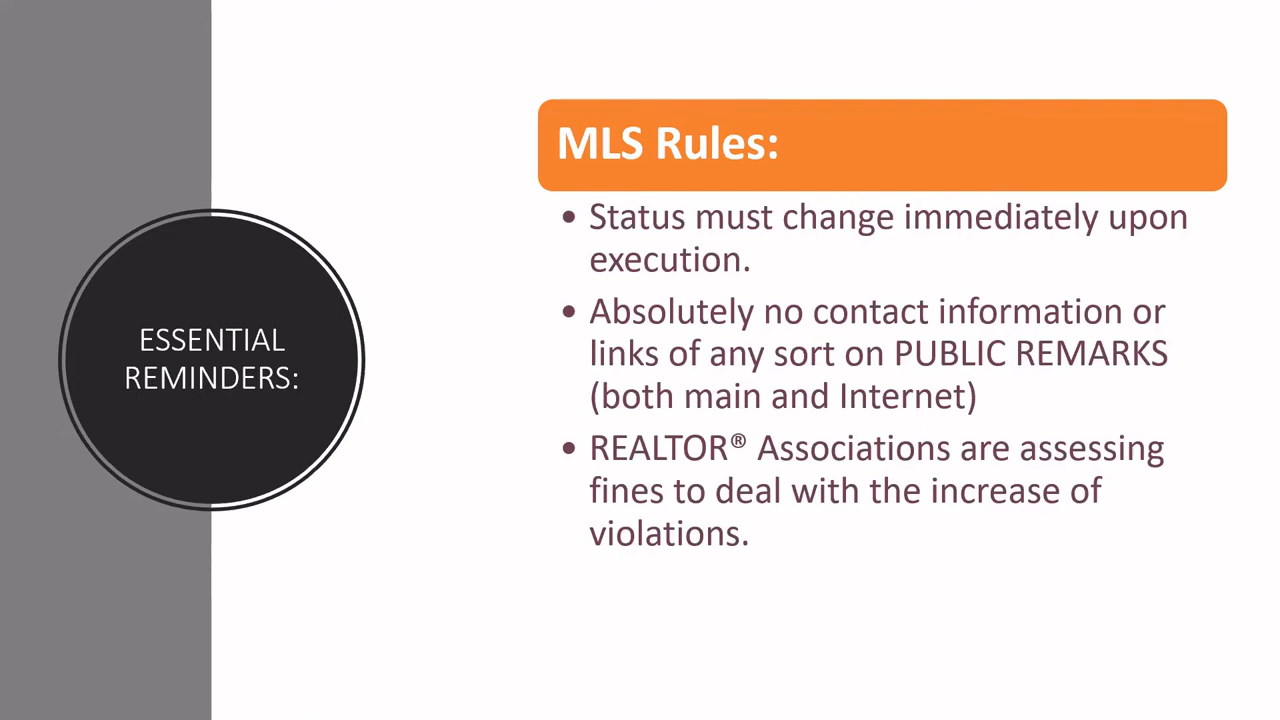 ESSENTIAL
REMINDERS:
MLS Rules:
• Status must change immediately upon
execution.
• Absolutely no contact information or
links of any sort on PUBLIC REMARKS
(both main and Internet)
• REALTOR® Associations are assessing
fines to deal with the increase of
violations.